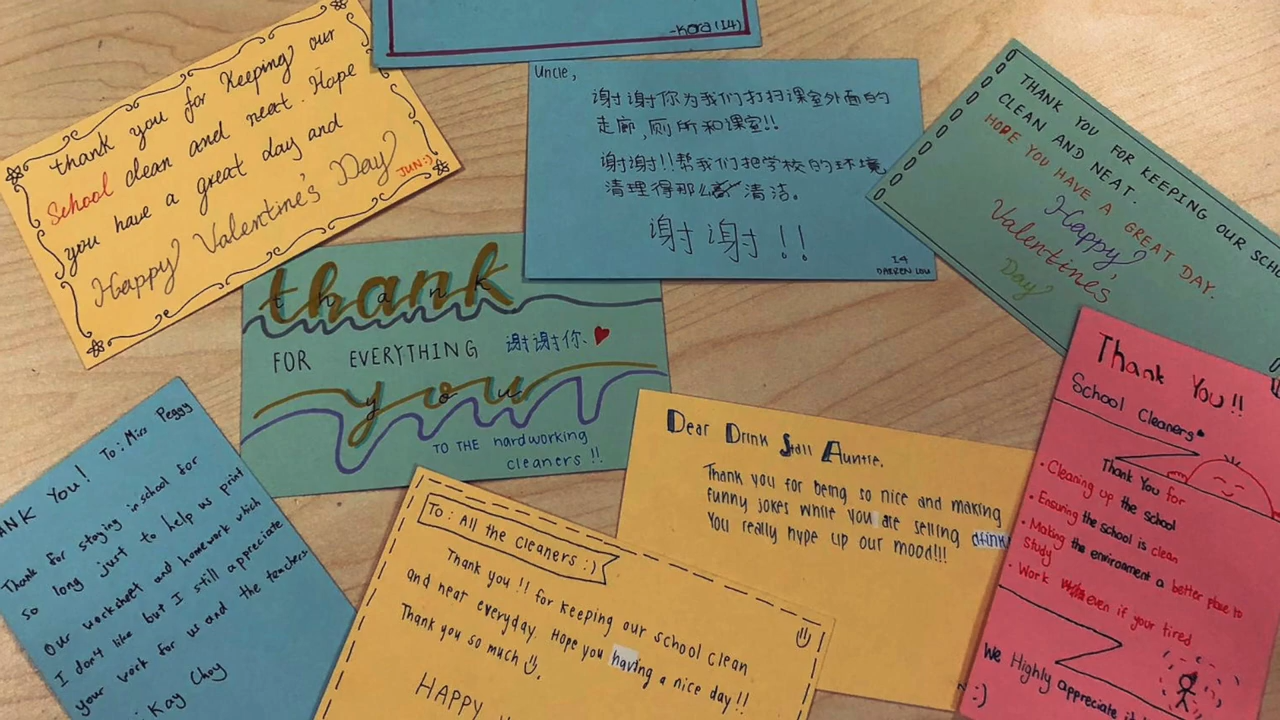 -Kara (I4)
thank you for keeping our
School clean and neat. Hope
you have a great day and
Happy Valentine's Day
JUN:)
Uncle,
谢谢你为我们打扫课室外面的
走廊,厕所和课室!!
谢谢!!帮我们把学校的环境
清理得那么清洁。
谢谢!!
I4
DARREN LOU
THANK YOU FOR KEEPING OUR SCH
CLEAN AND NEAT.
HOPE YOU HAVE A GREAT DAY.
Happy
Valentine's
Day
thank
thank
FOR EVERYTHING 谢谢你
you
you
TO THE hardworking
cleaners !!
Dear Drink Stall Auntie,
Thank you for being so nice and making
funny jokes while you are selling drink
You really hype up our mood!!!
Thank You!!
School Cleaners
Thank You for
• Cleaning up the school
• Ensuring the school is clean
• Making the environment a better place to
study
• Work even if your tired
We Highly appreciate it
:)
ANK You! To: Miss Peggy
Thank for staying in school for
so long just to help us print
Our worksheet and homework which
I don't like but I still appreciate
your work for us and the teachers.
: Kay Choy
To: All the cleaners :)
Thank you!! for keeping our school clean
and neat everyday. Hope you having a nice day!!
Thank you so much
HAPPY